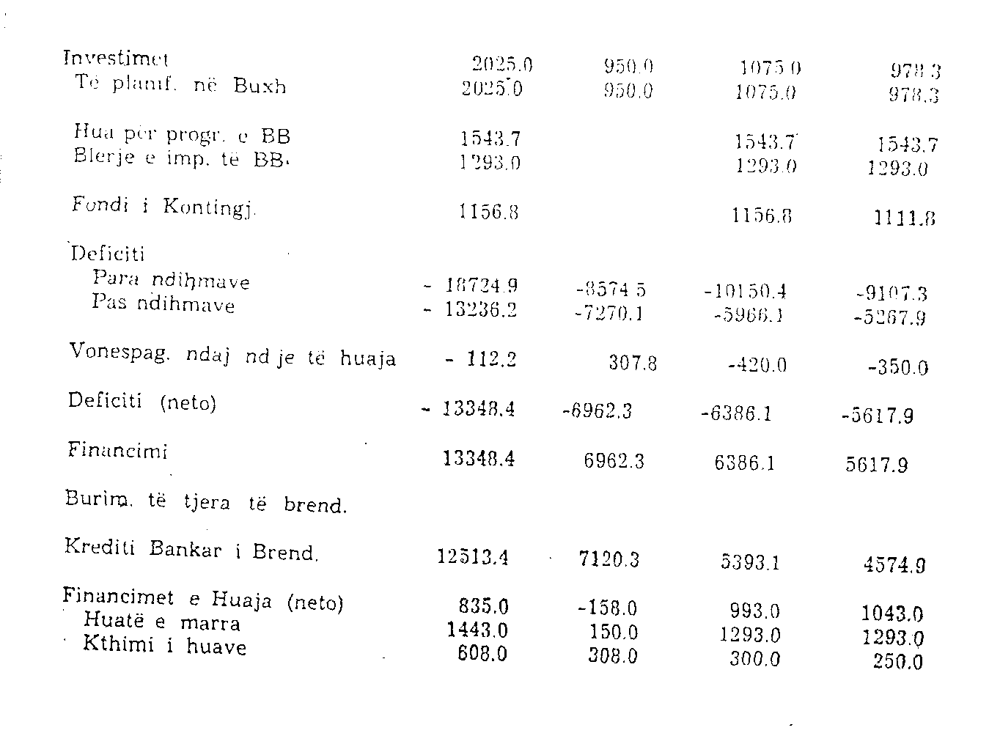 Investimet 2025.0 950.0 1075.0 978.3
Të planif. në Buxh 2025.0 950.0 1075.0 978.3
Hua për progr. e BB 1543.7 1543.7 1543.7
Blerje e imp. të BB. 1293.0 1293.0 1293.0
Fondi i Kontingj. 1156.8 1156.8 1111.8
Deficiti
Para ndihmave - 18724.9 -8574.5 -10150.4 -9107.3
Pas ndihmave - 13236.2 -7270.1 -5966.1 -5267.9
Vonespag. ndaj nd je të huaja - 112.2 307.8 -420.0 -350.0
Deficiti (neto) - 13348.4 -6962.3 -6386.1 -5617.9
Financimi 13348.4 6962.3 6386.1 5617.9
Burim. të tjera të brend.
Krediti Bankar i Brend. 12513.4 7120.3 5393.1 4574.9
Financimet e Huaja (neto) 835.0 -158.0 993.0 1043.0
Huatë e marra 1443.0 150.0 1293.0 1293.0
Kthimi i huave 608.0 308.0 300.0 250.0